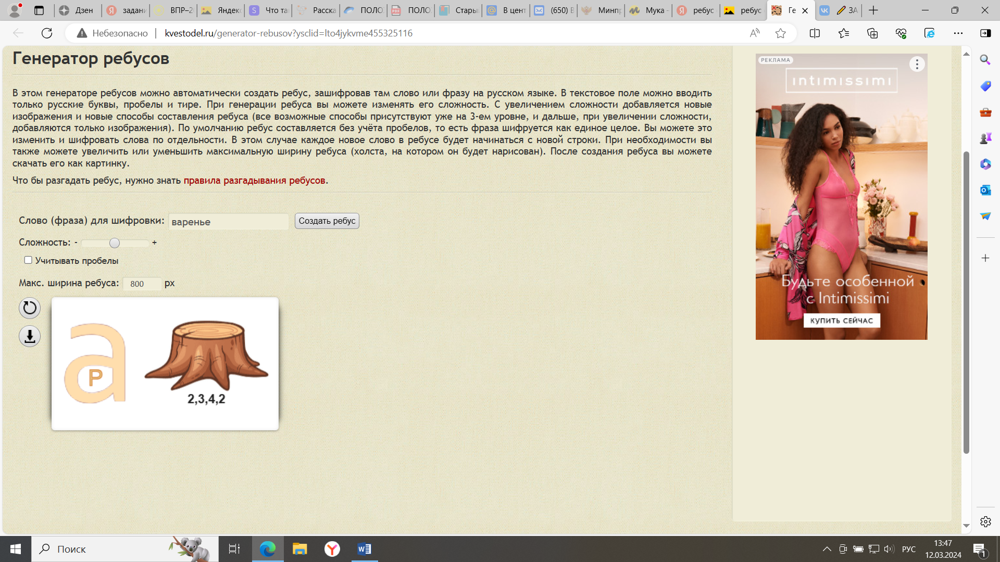 Дзен
задани
ВПР–2
Яндекс
Что та
Расска
ПОЛО
ПОЛО
Стары
В цент
(650) В
Минпр
Мука -
ребус
ребус
Ге
ЗА
Небезопасно
kvestodel.ru/generator-rebusov?ysclid=lto4jykvme455325116
Генератор ребусов
В этом генераторе ребусов можно автоматически создать ребус, зашифровав там слово или фразу на русском языке. В текстовое поле можно вводить
только русские буквы, пробелы и тире. При генерации ребуса вы можете изменять его сложность. С увеличением сложности добавляется новые
изображения и новые способы составления ребуса (все возможные способы присутствуют уже на 3-ем уровне, и дальше, при увеличении сложности,
добавляются только изображения). По умолчанию ребус составляется без учёта пробелов, то есть фраза шифруется как единое целое. Вы можете это
изменить и шифровать слова по отдельности. В этом случае каждое новое слово в ребусе будет начинаться с новой строки. При необходимости вы
также можете увеличить или уменьшить максимальную ширину ребуса (холста, на котором он будет нарисован). После создания ребуса вы можете
скачать его как картинку.
Что бы разгадать ребус, нужно знать правила разгадывания ребусов.
Слово (фраза) для шифровки: варенье Создать ребус
Сложность: - +
Учитывать пробелы
Макс. ширина ребуса: 800 px
а
Р
2,3,4,2
РЕКЛАМА
intimissimi
Будьте особенной
с Intimissimi
КУПИТЬ СЕЙЧАС
Поиск
РУС
13:47
12.03.2024
1